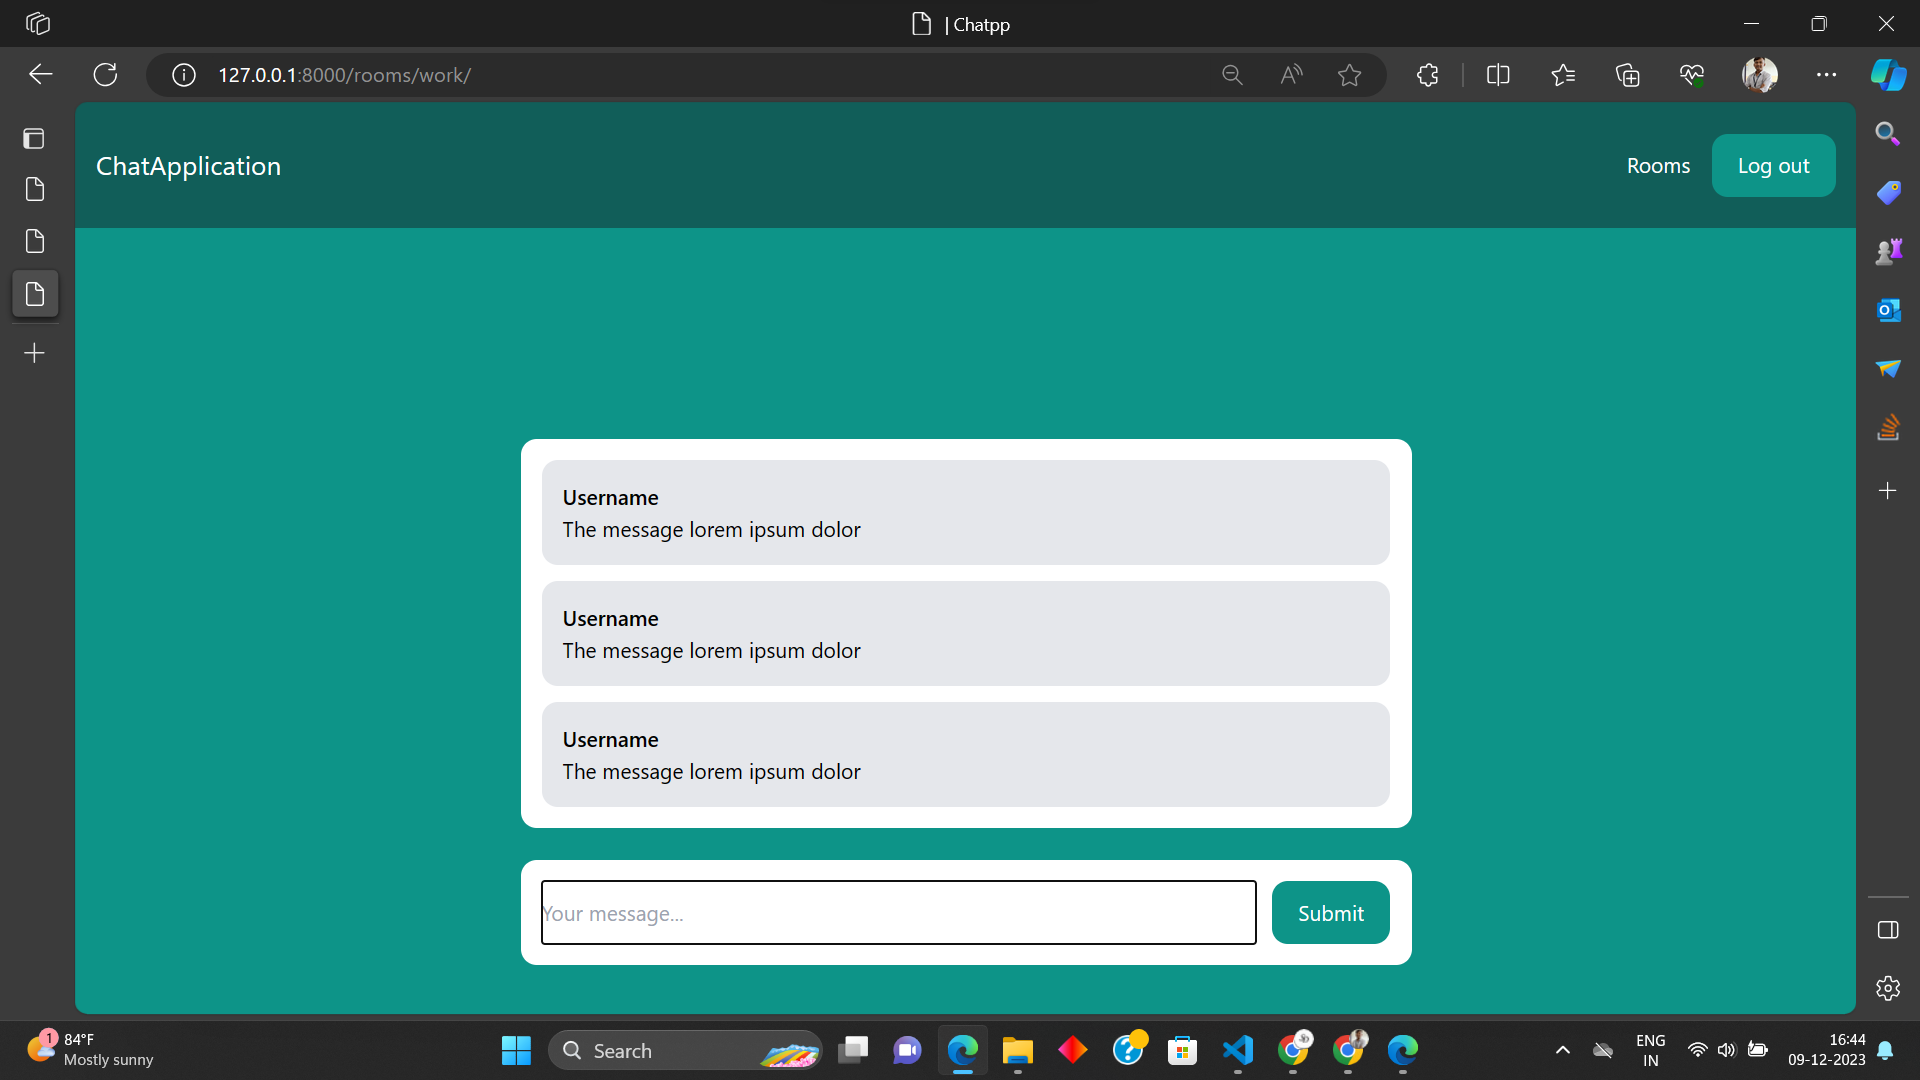 | Chatpp
127.0.0.1:8000/rooms/work/
ChatApplication
Rooms
Log out
Username
The message lorem ipsum dolor
Username
The message lorem ipsum dolor
Username
The message lorem ipsum dolor
Your message...
Submit
1
84°F
Mostly sunny
Search
ENG
IN
16:44
09-12-2023